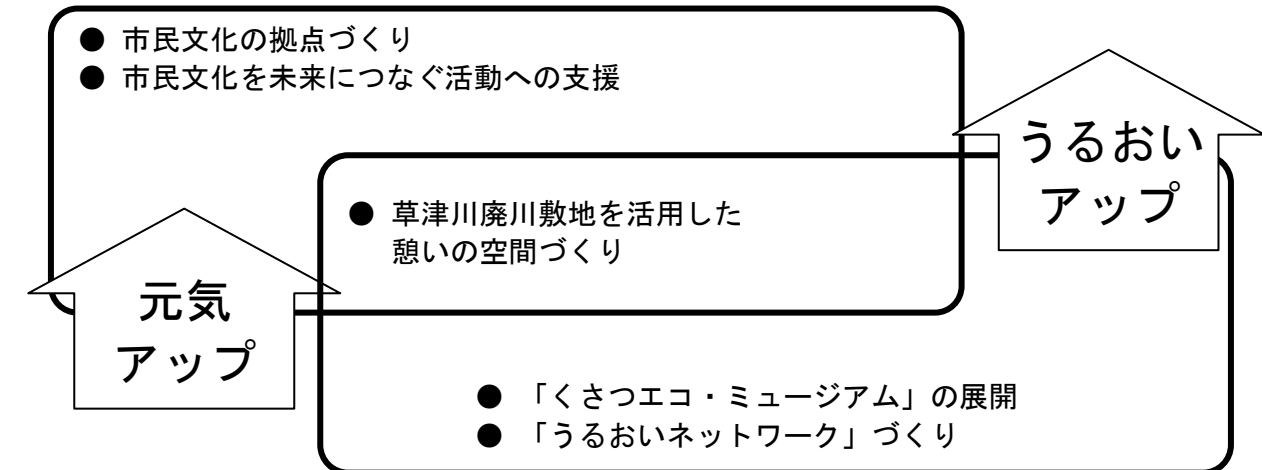 ● 市民文化の拠点づくり
● 市民文化を未来につなぐ活動への支援
うるおい
アップ
● 草津川廃川敷地を活用した
憩いの空間づくり
元気
アップ
● 「くさつエコ・ミュージアム」の展開
● 「うるおいネットワーク」づくり